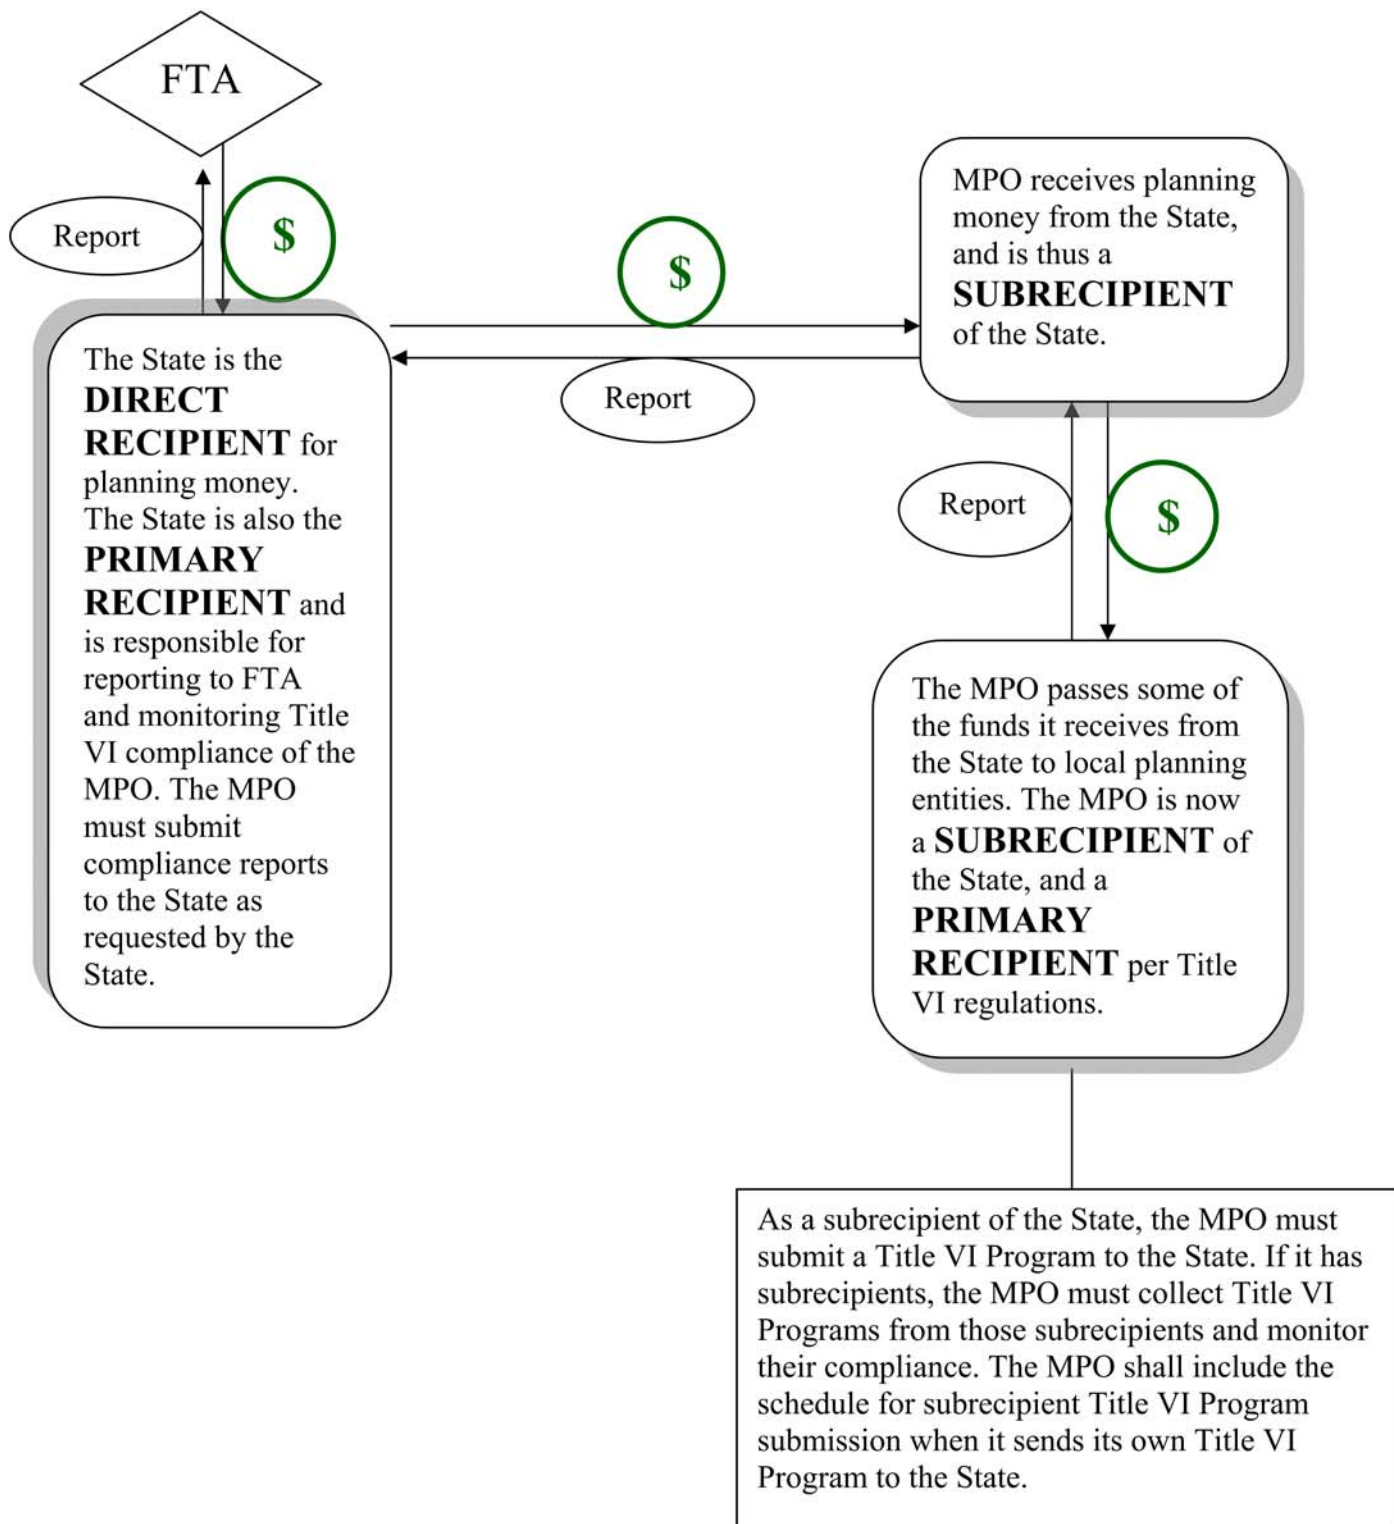 FTA
Report
$
The State is the
DIRECT
RECIPIENT for
planning money.
The State is also the
PRIMARY
RECIPIENT and
is responsible for
reporting to FTA
and monitoring Title
VI compliance of the
MPO. The MPO
must submit
compliance reports
to the State as
requested by the
State.
$
Report
MPO receives planning
money from the State,
and is thus a
SUBRECIPIENT
of the State.
Report
$
The MPO passes some of
the funds it receives from
the State to local planning
entities. The MPO is now
a SUBRECIPIENT of
the State, and a
PRIMARY
RECIPIENT per Title
VI regulations.
As a subrecipient of the State, the MPO must
submit a Title VI Program to the State. If it has
subrecipients, the MPO must collect Title VI
Programs from those subrecipients and monitor
their compliance. The MPO shall include the
schedule for subrecipient Title VI Program
submission when it sends its own Title VI
Program to the State.